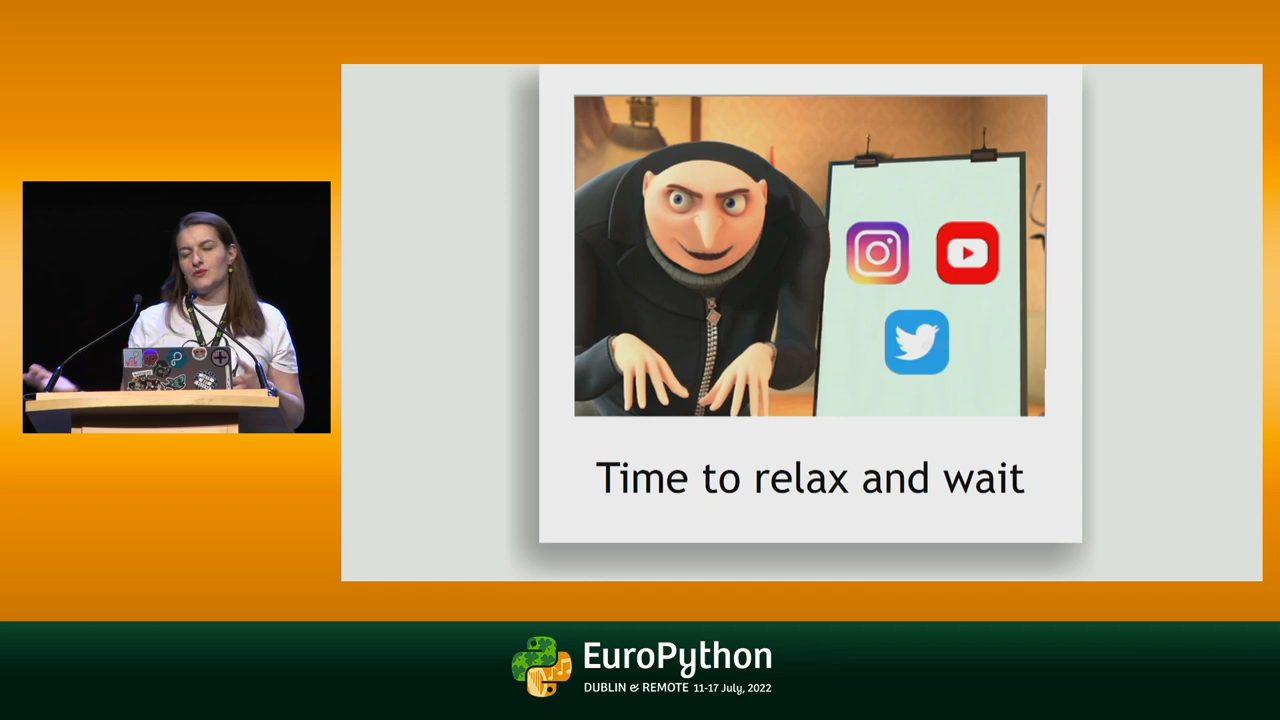 Time to relax and wait
EuroPython
DUBLIN & REMOTE 11-17 July, 2022